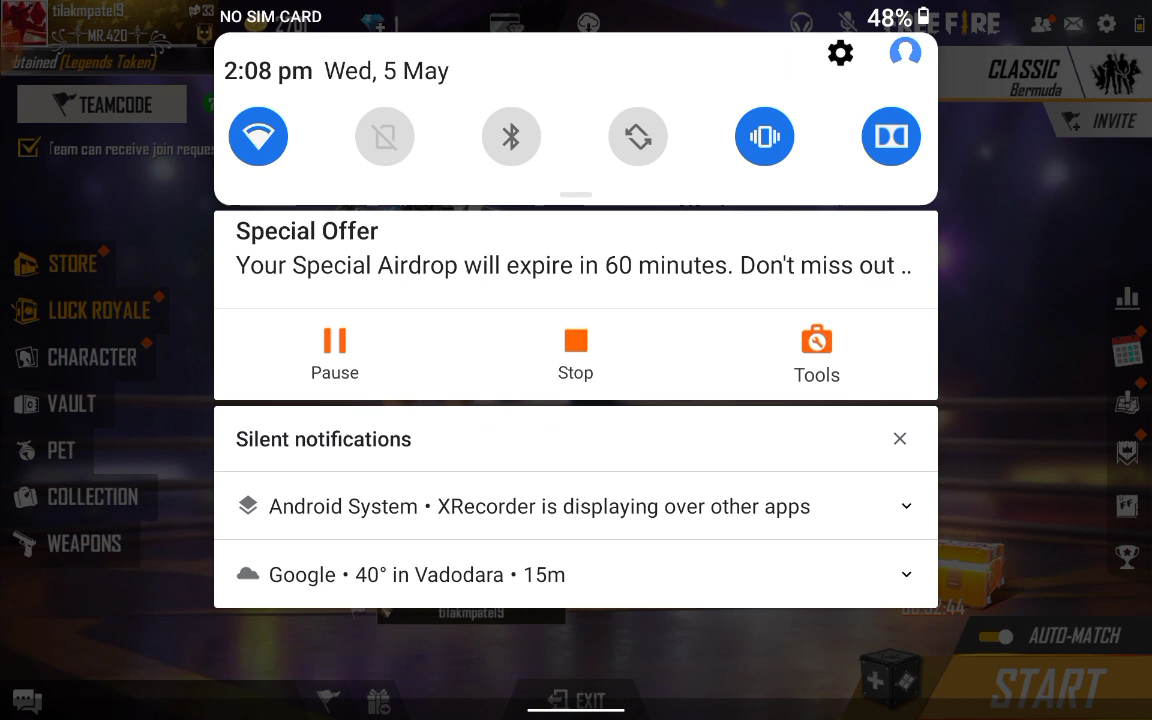 tilakmpatel9
33
NO SIM CARD
48%
FREE FIRE
MR.420
btained [Legends Token]
2:08 pm Wed, 5 May
CLASSIC
Bermuda
TEAMCODE
INVITE
Team can receive join reques
Special Offer
Your Special Airdrop will expire in 60 minutes. Don't miss out ..
STORE
LUCK ROYALE
CHARACTER
VAULT
PET
COLLECTION
WEAPONS
Pause
Stop
Tools
Silent notifications
Android System • XRecorder is displaying over other apps
Google • 40° in Vadodara • 15m
tilakmpatel9
AUTO-MATCH
START
EXIT